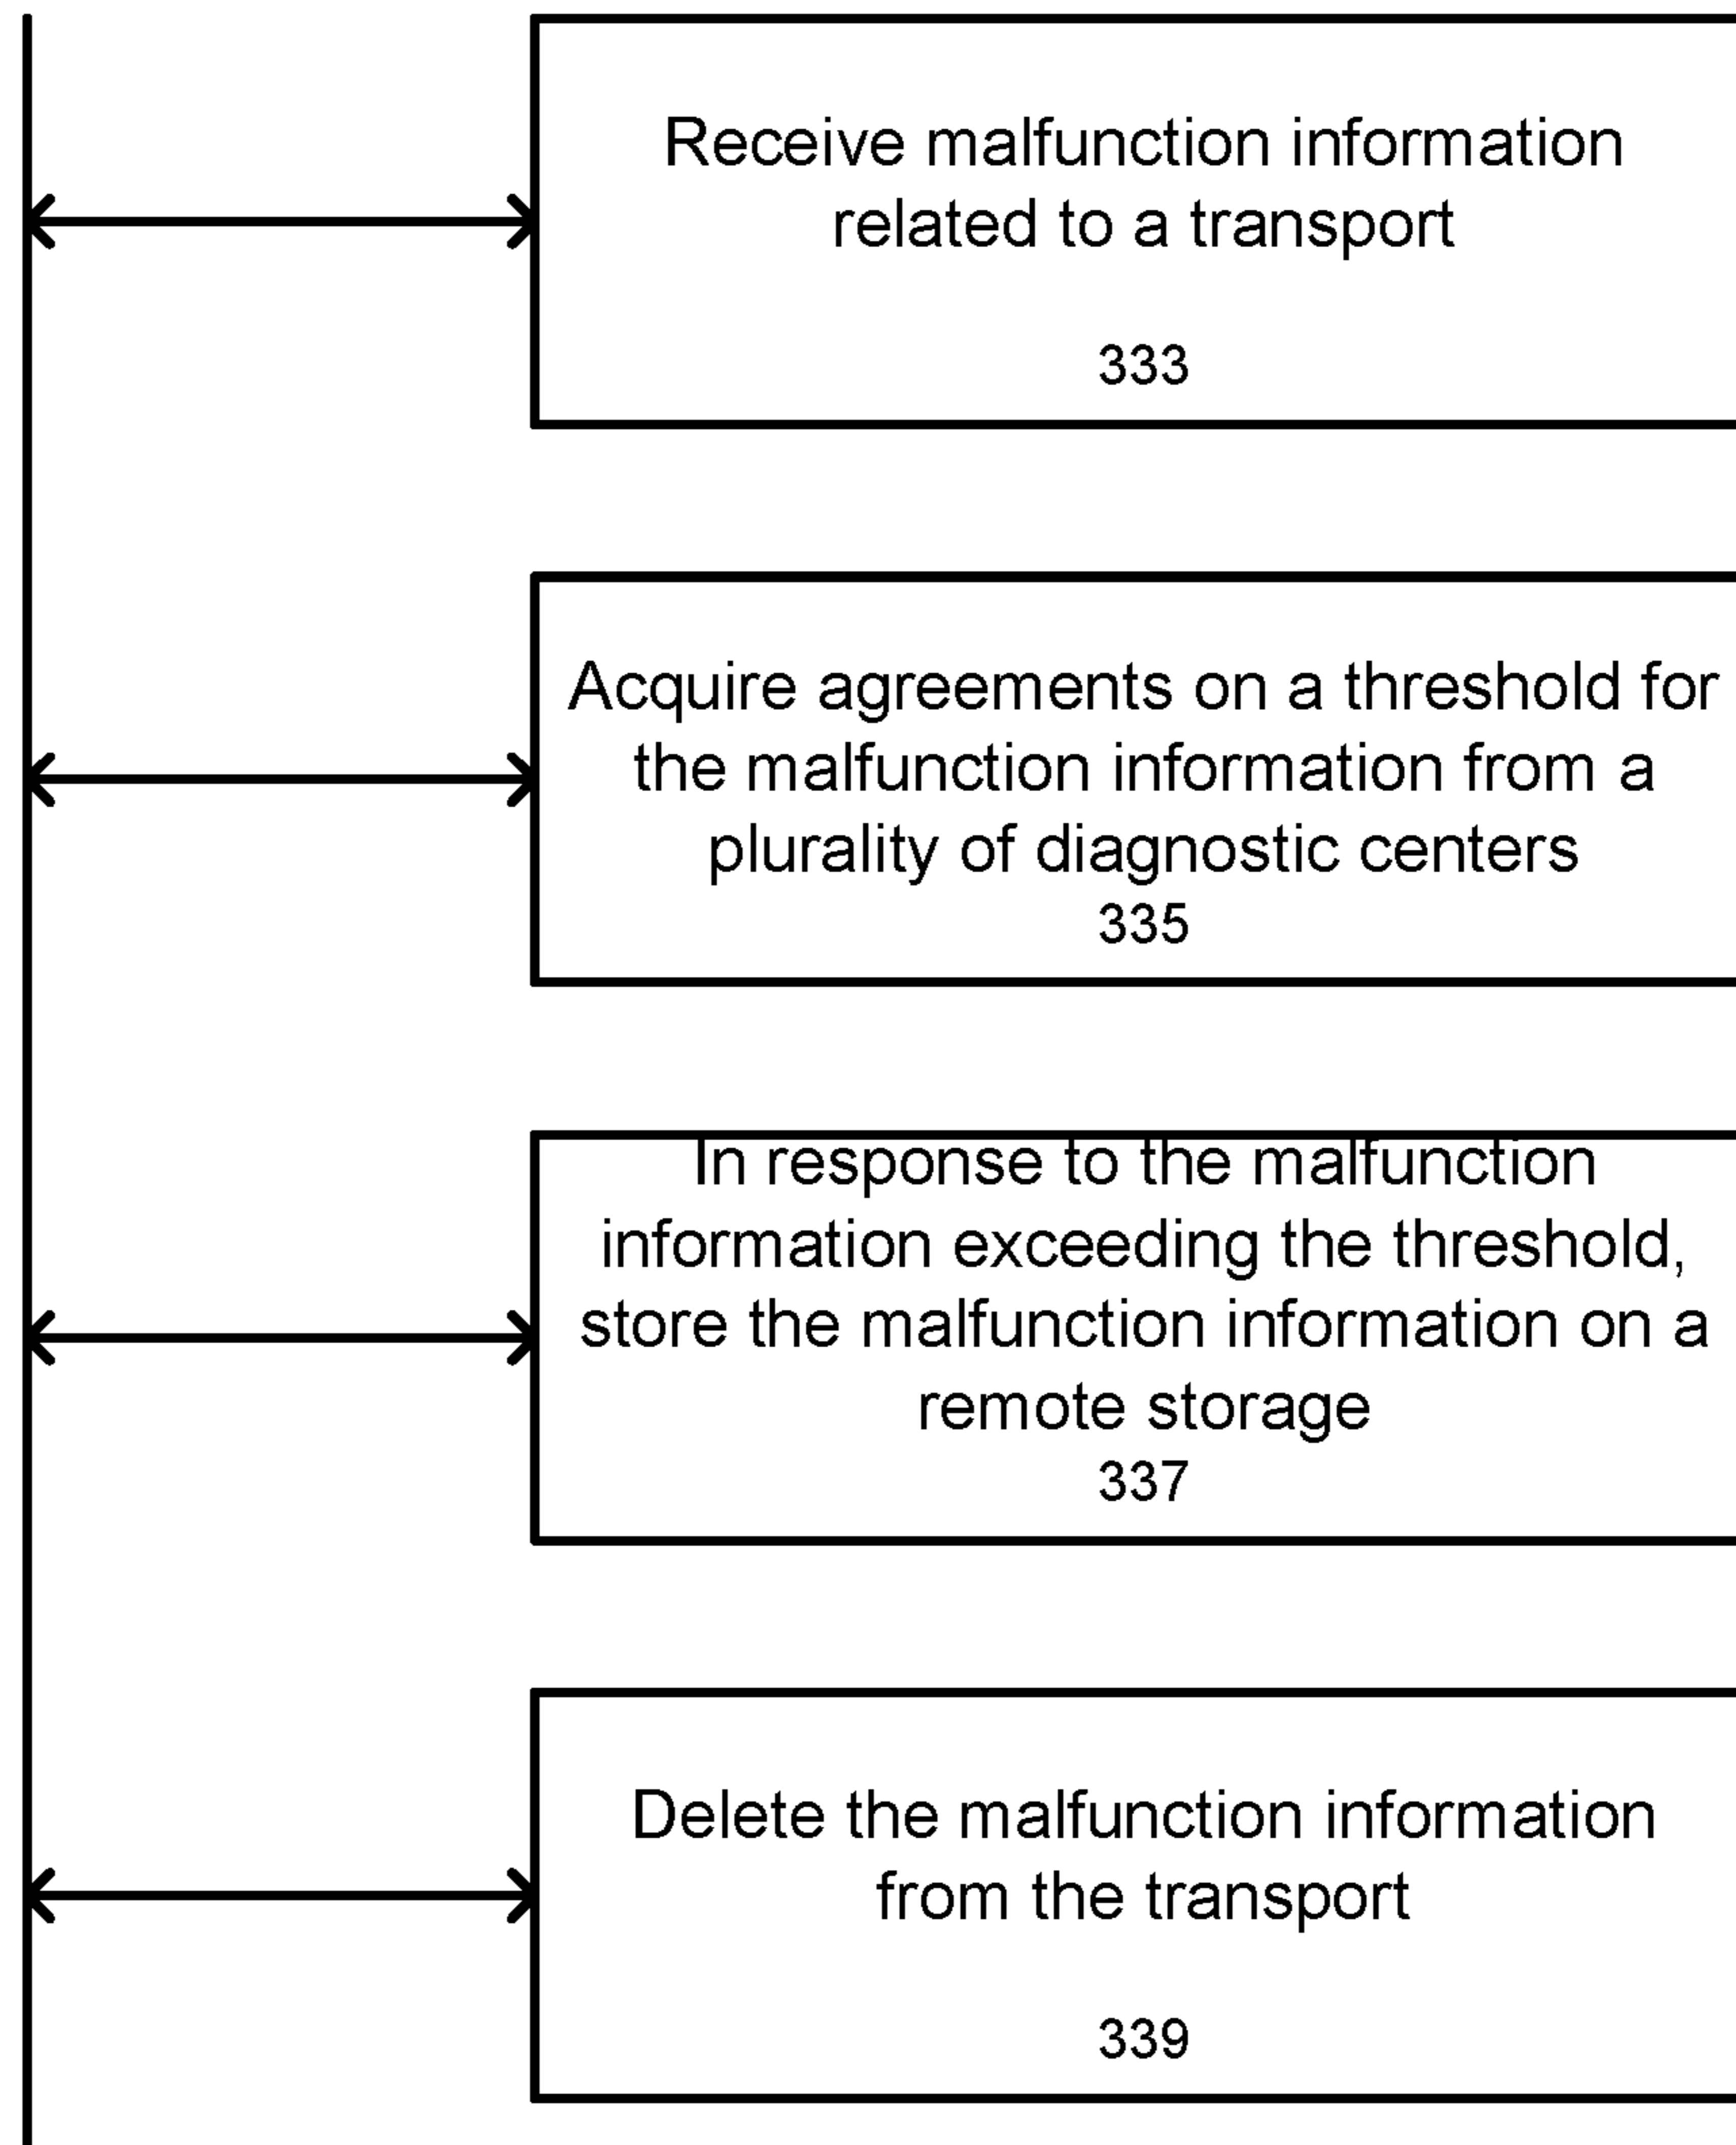 Receive malfunction information
related to a transport
333
Acquire agreements on a threshold for
the malfunction information from a
plurality of diagnostic centers
335
In response to the malfunction
information exceeding the threshold,
store the malfunction information on a
remote storage
337
Delete the malfunction information
from the transport
339